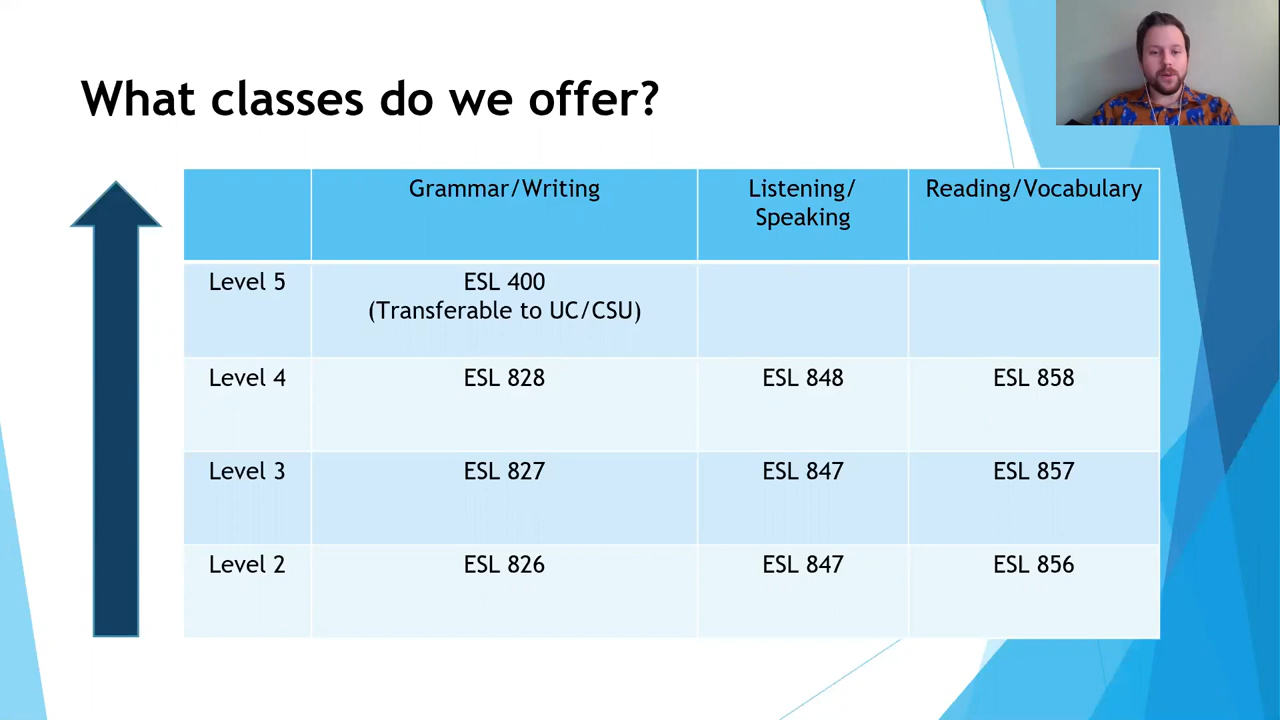 What classes do we offer?
Grammar/Writing
Listening/
Speaking
Reading/Vocabulary
Level 5
ESL 400
(Transferable to UC/CSU)
Level 4
ESL 828
ESL 848
ESL 858
Level 3
ESL 827
ESL 847
ESL 857
Level 2
ESL 826
ESL 847
ESL 856